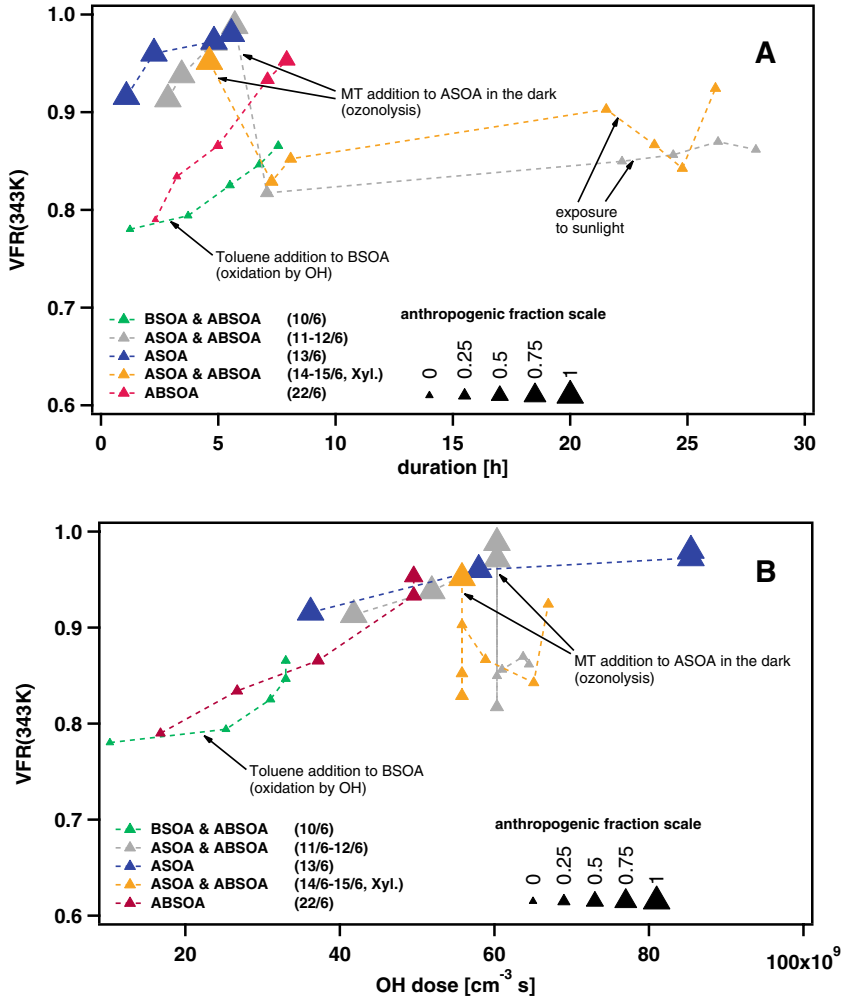 A
1.0
0.9
0.8
0.7
0.6
VFR(343K)
MT addition to ASOA in the dark
(ozonolysis)
exposure
to sunlight
Toluene addition to BSOA
(oxidation by OH)
BSOA & ABSOA (10/6)
ASOA & ABSOA (11-12/6)
ASOA (13/6)
ASOA & ABSOA (14-15/6, Xyl.)
ABSOA (22/6)
anthropogenic fraction scale
0 0.25 0.5 0.75 1
0 5 10 15 20 25 30
duration [h]
B
1.0
0.9
0.8
0.7
0.6
VFR(343K)
MT addition to ASOA in the dark
(ozonolysis)
Toluene addition to BSOA
(oxidation by OH)
BSOA & ABSOA (10/6)
ASOA & ABSOA (11/6-12/6)
ASOA (13/6)
ASOA & ABSOA (14/6-15/6, Xyl.)
ABSOA (22/6)
anthropogenic fraction scale
0 0.25 0.5 0.75 1
20 40 60 80 100x10⁹
OH dose [cm⁻³ s]